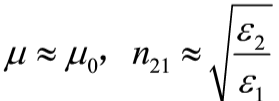 μ ≈ μ₀， n₂₁ ≈ √(ε₂/ε₁)